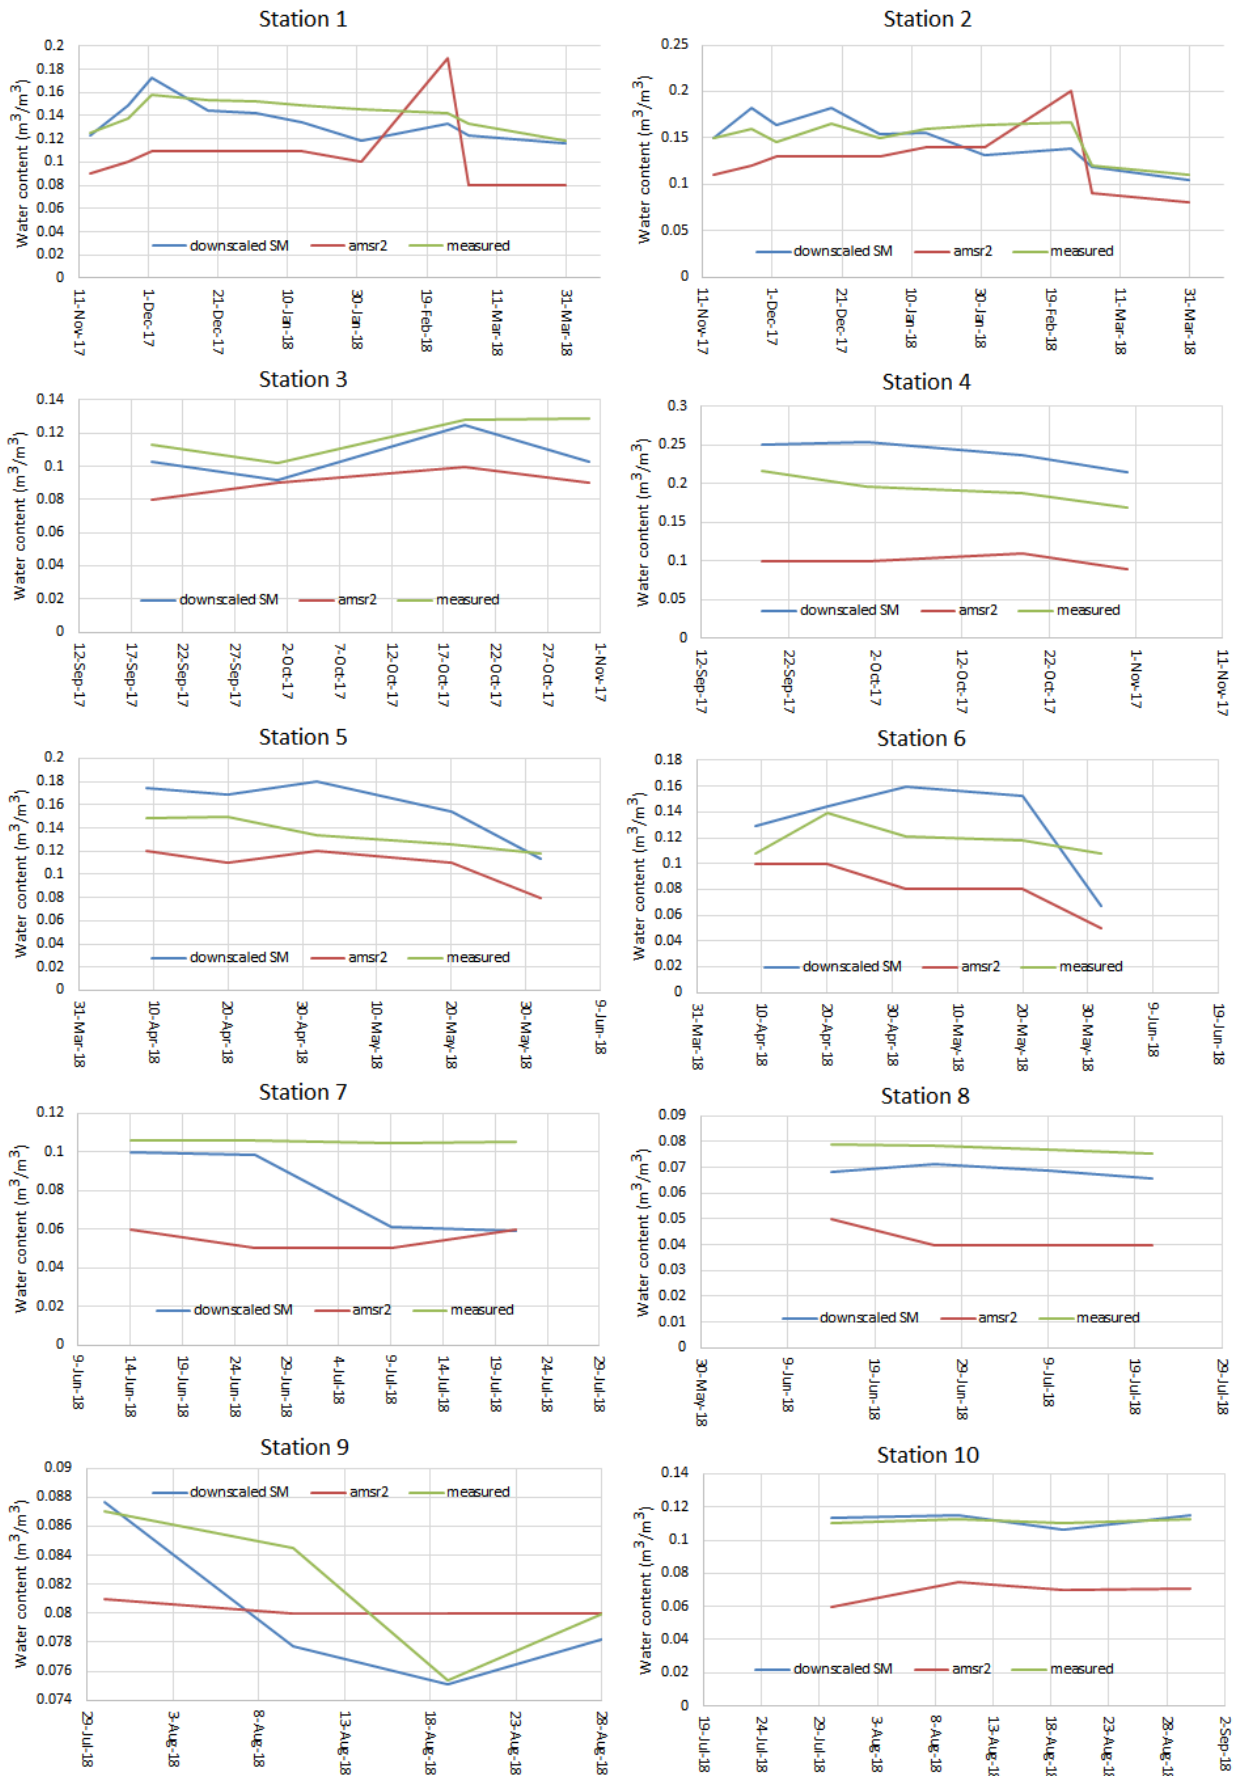 Station 1
Water content (m³/m³)
0.2
0.18
0.16
0.14
0.12
0.1
0.08
0.06
0.04
0.02
0
downscaled SM amsr2 measured
11-Nov-17 1-Dec-17 21-Dec-17 10-Jan-18 30-Jan-18 19-Feb-18 11-Mar-18 31-Mar-18
Station 2
Water content (m³/m³)
0.25
0.2
0.15
0.1
0.05
0
downscaled SM amsr2 measured
11-Nov-17 1-Dec-17 21-Dec-17 10-Jan-18 30-Jan-18 19-Feb-18 11-Mar-18 31-Mar-18
Station 3
Water content (m³/m³)
0.14
0.12
0.1
0.08
0.06
0.04
0.02
0
downscaled SM amsr2 measured
12-Sep-17 17-Sep-17 22-Sep-17 27-Sep-17 2-Oct-17 7-Oct-17 12-Oct-17 17-Oct-17 22-Oct-17 27-Oct-17 1-Nov-17
Station 4
Water content (m³/m³)
0.3
0.25
0.2
0.15
0.1
0.05
0
downscaled SM amsr2 measured
12-Sep-17 22-Sep-17 2-Oct-17 12-Oct-17 22-Oct-17 1-Nov-17 11-Nov-17
Station 5
Water content (m³/m³)
0.2
0.18
0.16
0.14
0.12
0.1
0.08
0.06
0.04
0.02
0
downscaled SM amsr2 measured
31-Mar-18 10-Apr-18 20-Apr-18 30-Apr-18 10-May-18 20-May-18 30-May-18 9-Jun-18
Station 6
Water content (m³/m³)
0.18
0.16
0.14
0.12
0.1
0.08
0.06
0.04
0.02
0
downscaled SM amsr2 measured
31-Mar-18 10-Apr-18 20-Apr-18 30-Apr-18 10-May-18 20-May-18 30-May-18 9-Jun-18 19-Jun-18
Station 7
Water content (m³/m³)
0.12
0.1
0.08
0.06
0.04
0.02
0
downscaled SM amsr2 measured
9-Jun-18 14-Jun-18 19-Jun-18 24-Jun-18 29-Jun-18 4-Jul-18 9-Jul-18 14-Jul-18 19-Jul-18 24-Jul-18 29-Jul-18
Station 8
Water content (m³/m³)
0.09
0.08
0.07
0.06
0.05
0.04
0.03
0.02
0.01
0
downscaled SM amsr2 measured
30-May-18 9-Jun-18 19-Jun-18 29-Jun-18 9-Jul-18 19-Jul-18 29-Jul-18
Station 9
Water content (m³/m³)
0.09
0.088
0.086
0.084
0.082
0.08
0.078
0.076
0.074
downscaled SM amsr2 measured
29-Jul-18 3-Aug-18 8-Aug-18 13-Aug-18 18-Aug-18 23-Aug-18 28-Aug-18
Station 10
Water content (m³/m³)
0.14
0.12
0.1
0.08
0.06
0.04
0.02
0
downscaled SM amsr2 measured
19-Jul-18 24-Jul-18 29-Jul-18 3-Aug-18 8-Aug-18 13-Aug-18 18-Aug-18 23-Aug-18 28-Aug-18 2-Sep-18